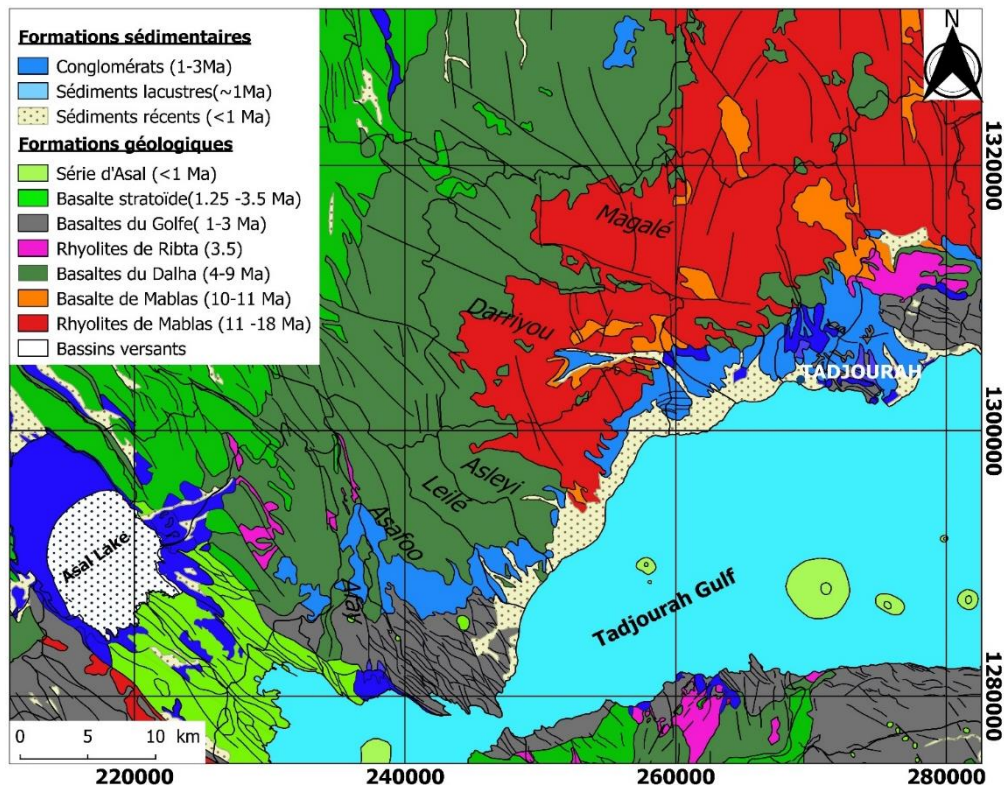 Formations sédimentaires
Conglomérats (1-3Ma)
Sédiments lacustres(~1Ma)
Sédiments récents (<1 Ma)
Formations géologiques
Série d'Asal (<1 Ma)
Basalte stratoïde(1.25 -3.5 Ma)
Basaltes du Golfe( 1-3 Ma)
Rhyolites de Ribta (3.5)
Basaltes du Dalha (4-9 Ma)
Basalte de Mablas (10-11 Ma)
Rhyolites de Mablas (11 -18 Ma)
Bassins versants
N
1320000
Magalé
Darriyou
TADJOURAH
1300000
Asleyi
Leilé
Asafoo
Asal Lake
Afay
Tadjourah Gulf
1280000
0 5 10 km
220000 240000 260000 280000